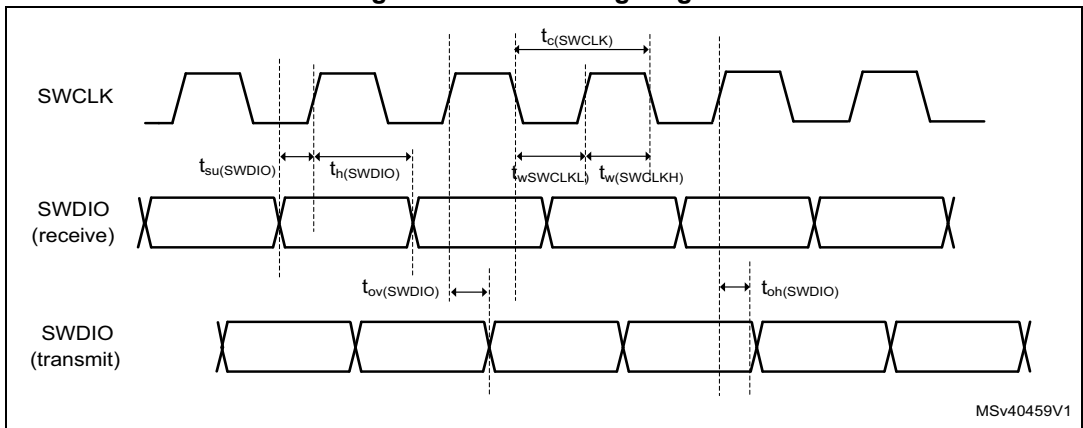 tc(SWCLK)
SWCLK
tsu(SWDIO) th(SWDIO) twSWCLKL) tw(SWCLKH)
SWDIO
(receive)
tov(SWDIO) toh(SWDIO)
SWDIO
(transmit)
MSv40459V1